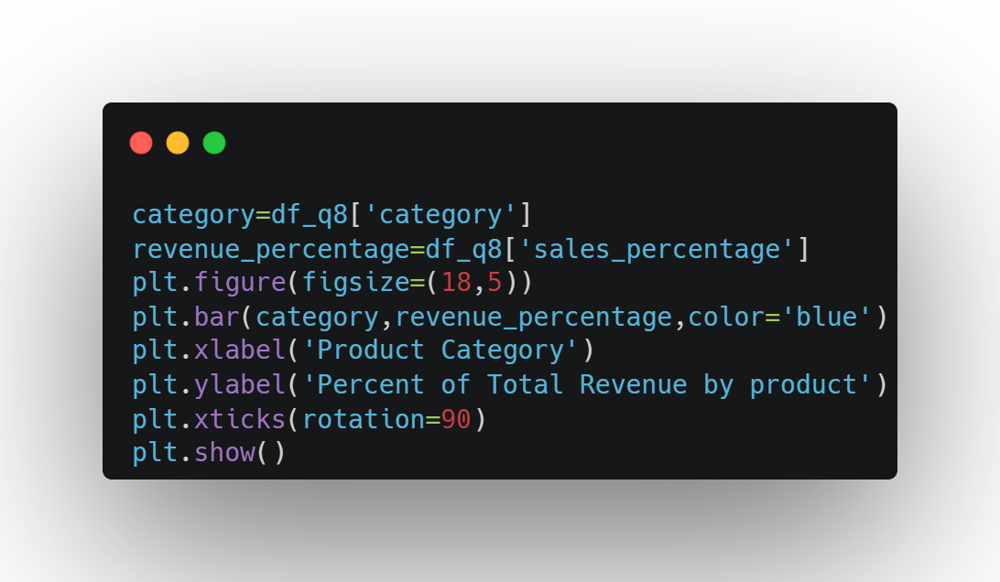 category=df_q8['category']
revenue_percentage=df_q8['sales_percentage']
plt.figure(figsize=(18,5))
plt.bar(category,revenue_percentage,color='blue')
plt.xlabel('Product Category')
plt.ylabel('Percent of Total Revenue by product')
plt.xticks(rotation=90)
plt.show()